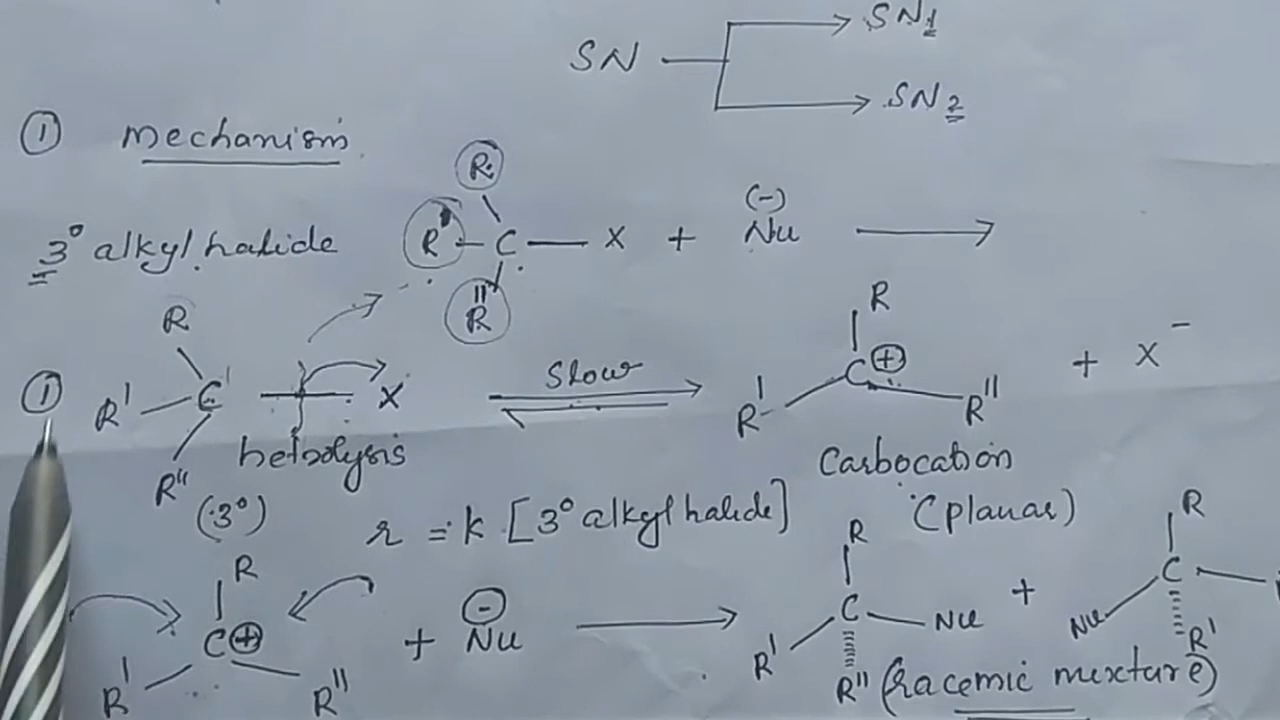 SN → SN1
→ SN2
① mechanism
3° alkyl halide
R
R' – C – X + Nu(-) →
R''
①
R
R' C X
R''
(3°)
hetrolysis
Slow
R
R' C⊕ R'' + X⁻
Carbocation
(planar)
r = k [3° alkyl halide]
R
R' C⊕ R'' + Nu⊖ →
R
R' C – Nu
R''
+
R
Nu C
R'
(racemic mixture)